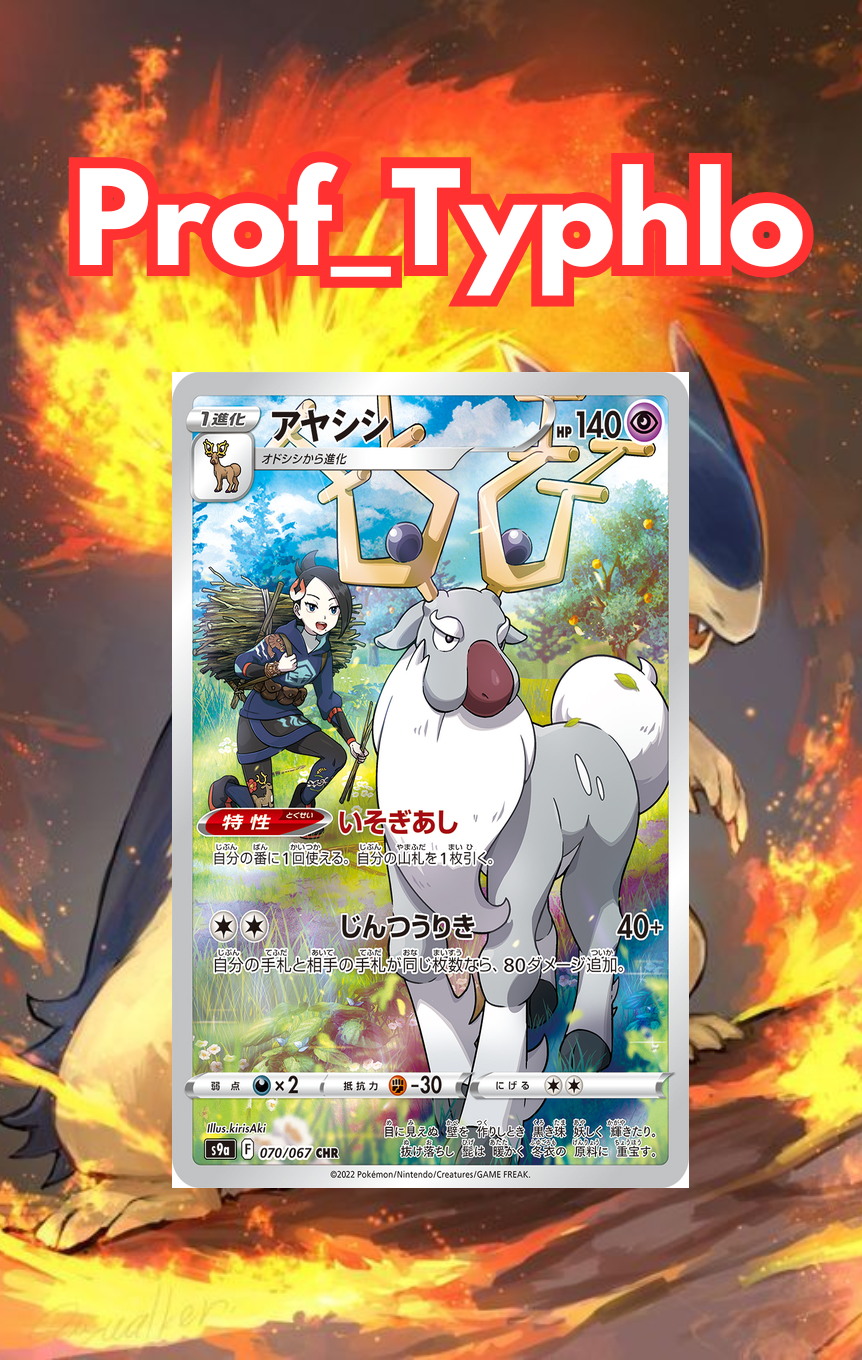 Prof_Typhlo
1進化 アヤシシ HP 140
オドシシから進化
特性 とくせい いそぎあし
じぶん ばん かいつか じぶん やまふだ まい ひ
自分の番に1回使える。自分の山札を1枚引く。
じんつうりき 40+
じぶん てふだ あいて てふだ おな まいすう ついか
自分の手札と相手の手札が同じ枚数なら、80ダメージ追加。
弱点 ×2 抵抗力 -30 にげる
Illus.kirisAki
目に見えぬ 壁を 作りしとき 黒き珠 妖しく 輝きたり。
抜け落ちし 髭は 暖かく 冬衣の 原料に 重宝す。
s9a F 070/067 CHR
©2022 Pokémon/Nintendo/Creatures/GAME FREAK.